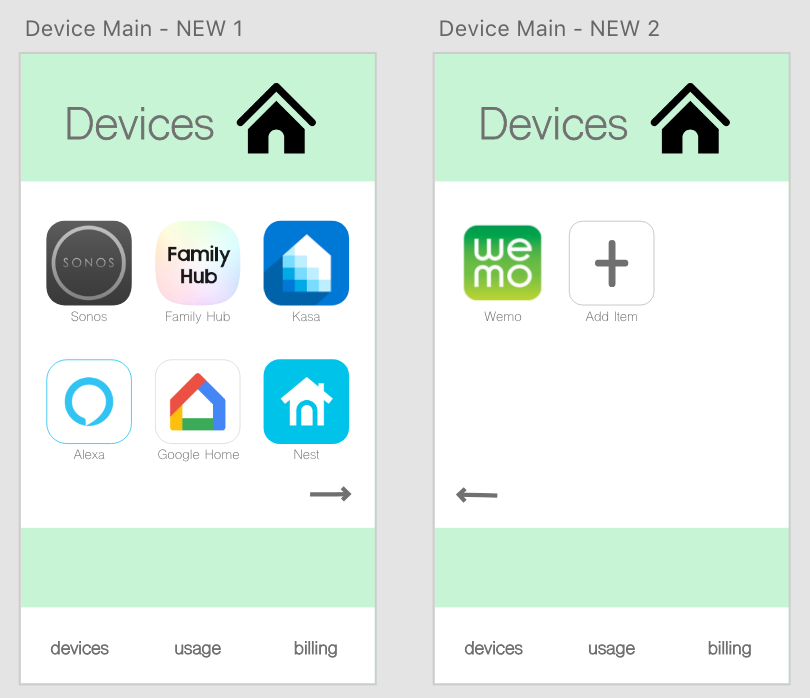 Device Main - NEW 1
Devices
SONOS
Sonos
Family
Hub
Family Hub
Kasa
Alexa
Google Home
Nest
devices usage billing
Device Main - NEW 2
Devices
we
mo
Wemo
Add Item
devices usage billing